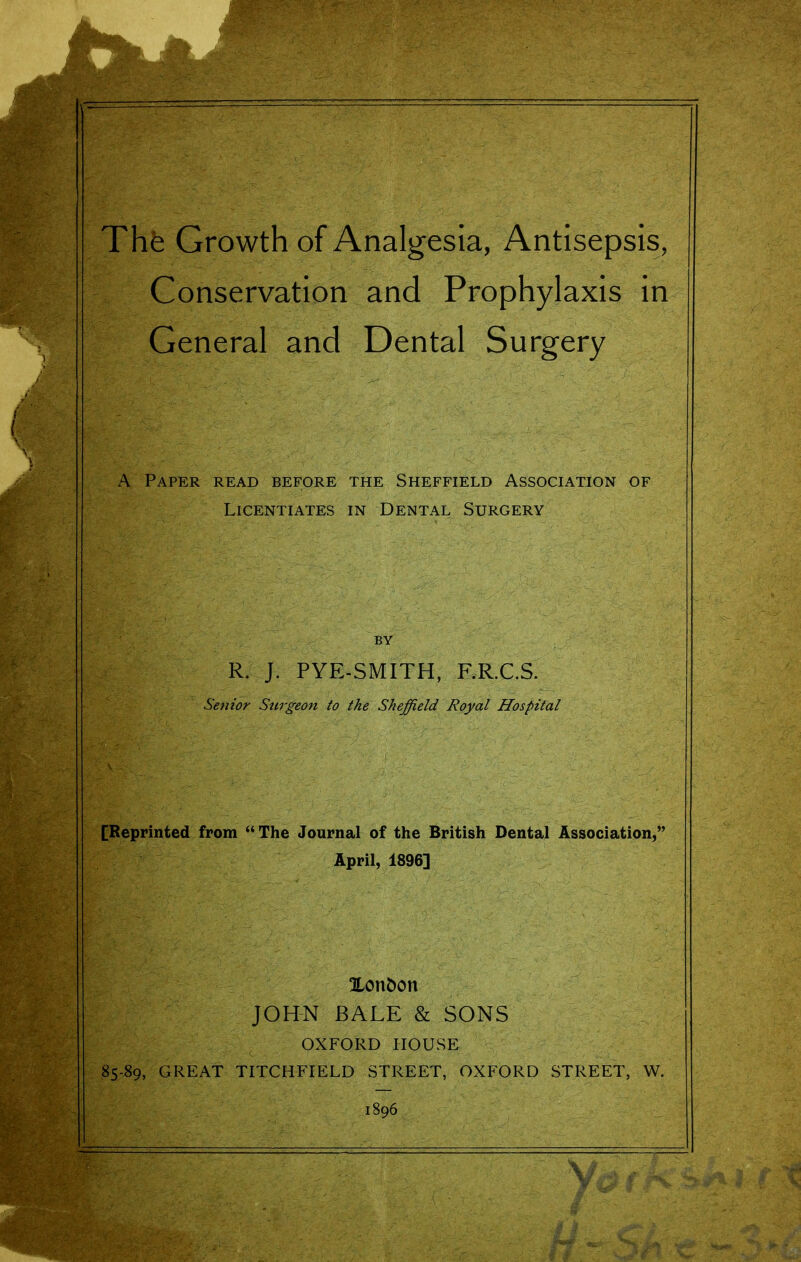 The Growth of Analgesia, Antisepsis,
Conservation and Prophylaxis in
General and Dental Surgery
A PAPER READ BEFORE THE SHEFFIELD ASSOCIATION OF
LICENTIATES IN DENTAL SURGERY
BY
R. J. PYE-SMITH, F.R.C.S.
Senior Surgeon to the Sheffield Royal Hospital
[Reprinted from “The Journal of the British Dental Association,”
April, 1896]
London
JOHN BALE & SONS
OXFORD HOUSE
85-89, GREAT TITCHFIELD STREET, OXFORD STREET, W.
1896